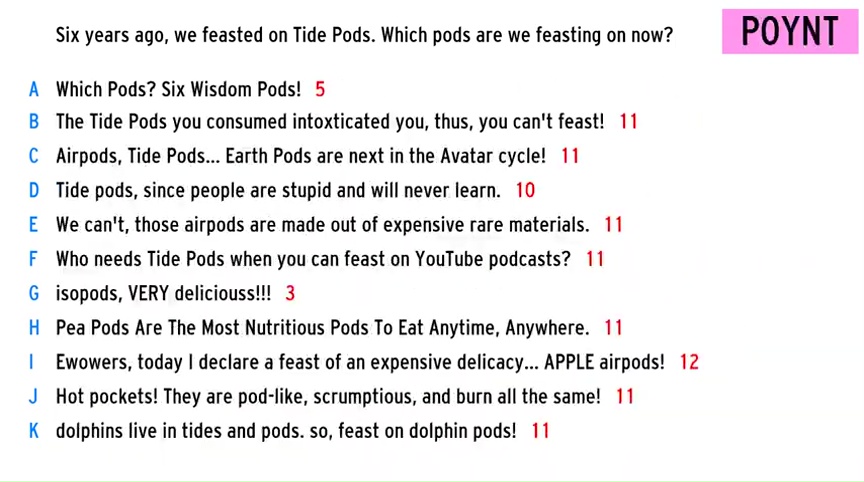 Six years ago, we feasted on Tide Pods. Which pods are we feasting on now?
POYNT
A Which Pods? Six Wisdom Pods! 5
B The Tide Pods you consumed intoxticated you, thus, you can't feast! 11
C Airpods, Tide Pods... Earth Pods are next in the Avatar cycle! 11
D Tide pods, since people are stupid and will never learn. 10
E We can't, those airpods are made out of expensive rare materials. 11
F Who needs Tide Pods when you can feast on YouTube podcasts? 11
G isopods, VERY deliciouss!!! 3
H Pea Pods Are The Most Nutritious Pods To Eat Anytime, Anywhere. 11
I Ewowers, today I declare a feast of an expensive delicacy... APPLE airpods! 12
J Hot pockets! They are pod-like, scrumptious, and burn all the same! 11
K dolphins live in tides and pods. so, feast on dolphin pods! 11